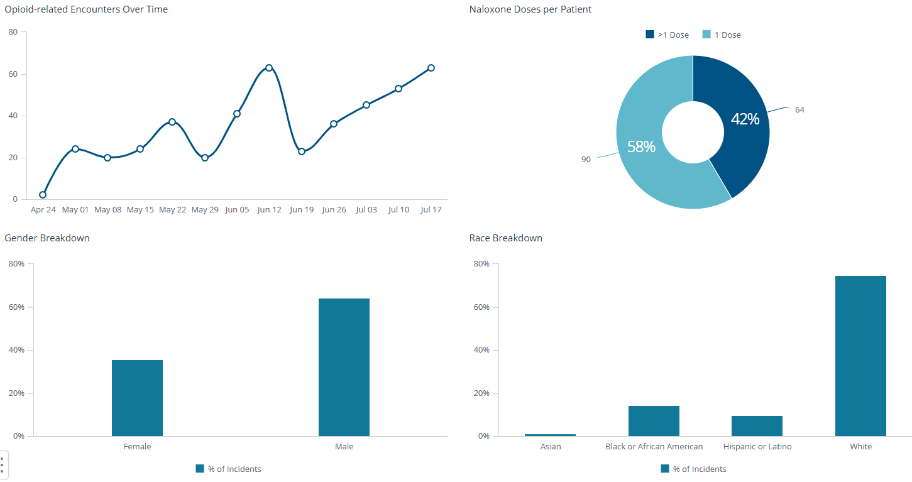 Opioid-related Encounters Over Time
80
60
40
20
0
Apr 24 May 01 May 08 May 15 May 22 May 29 Jun 05 Jun 12 Jun 19 Jun 26 Jul 03 Jul 10 Jul 17
Naloxone Doses per Patient
>1 Dose 1 Dose
42%
64
58%
90
Gender Breakdown
80%
60%
40%
20%
0%
Female Male
% of Incidents
Race Breakdown
80%
60%
40%
20%
0%
Asian Black or African American Hispanic or Latino White
% of Incidents